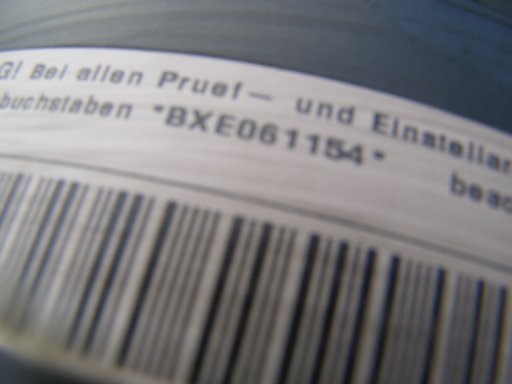 G! Bei allen Pruef— und Einstellar
buchstaben "BXE061154" beac